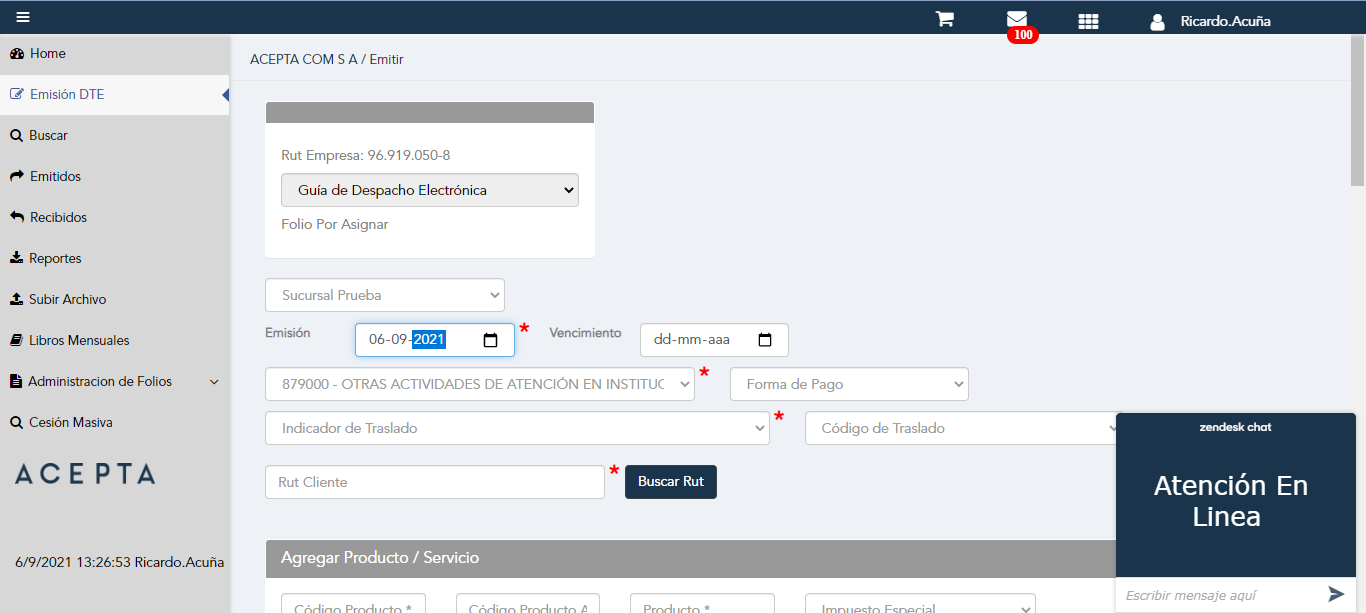 100
Ricardo.Acuña
Home
ACEPTA COM S A / Emitir
Emisión DTE
Buscar
Emitidos
Recibidos
Reportes
Subir Archivo
Libros Mensuales
Administracion de Folios
Cesión Masiva
ACEPTA
6/9/2021 13:26:53 Ricardo.Acuña
Rut Empresa: 96.919.050-8
Guía de Despacho Electrónica
Folio Por Asignar
Sucursal Prueba
Emisión 06-09-2021 * Vencimiento dd-mm-aaa
879000 - OTRAS ACTIVIDADES DE ATENCIÓN EN INSTITUC * Forma de Pago
Indicador de Traslado * Código de Traslado
Rut Cliente * Buscar Rut
Agregar Producto / Servicio
Código Producto * Código Producto A Producto * Impuesto Especial
zendesk chat
Atención En
Linea
Escribir mensaje aquí